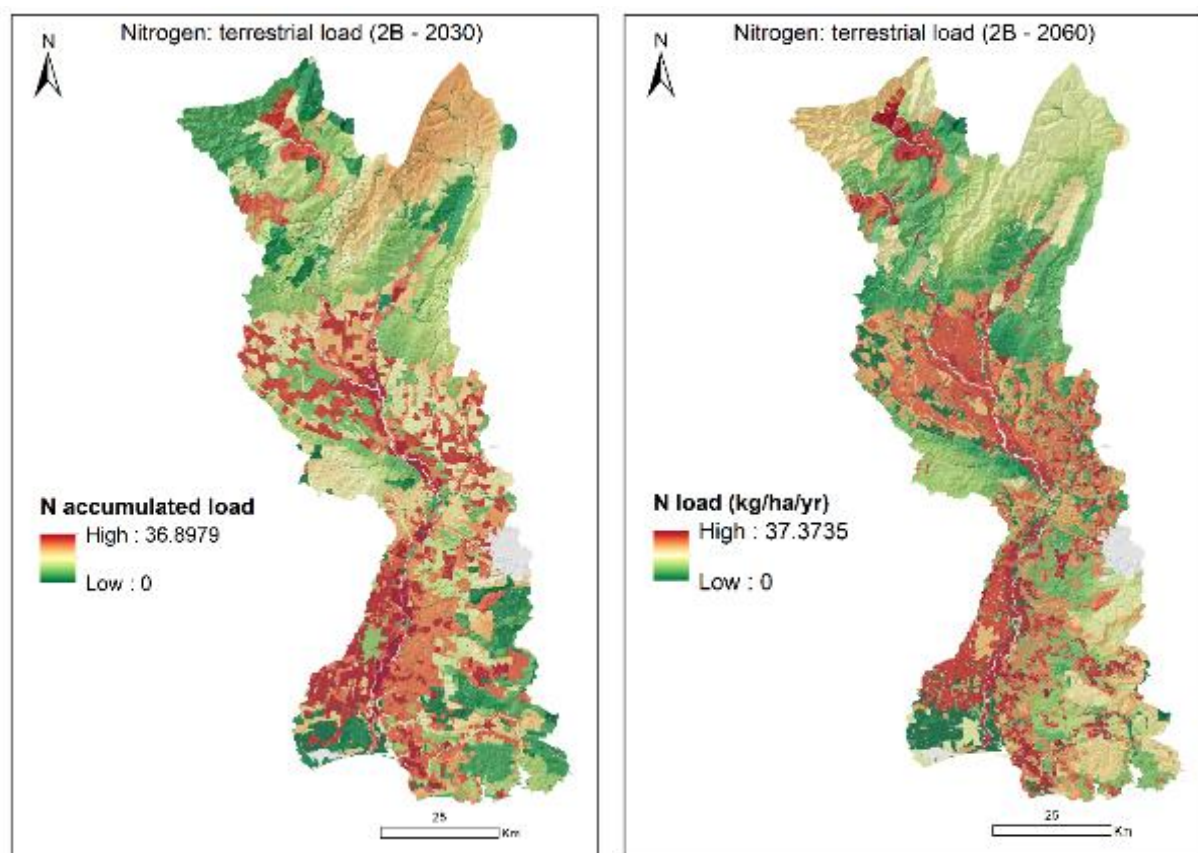 Nitrogen: terrestrial load (2B - 2030)
N
N accumulated load
High : 36.8979
Low : 0
25
Km
Nitrogen: terrestrial load (2B - 2060)
N
N load (kg/ha/yr)
High : 37.3735
Low : 0
25
Km